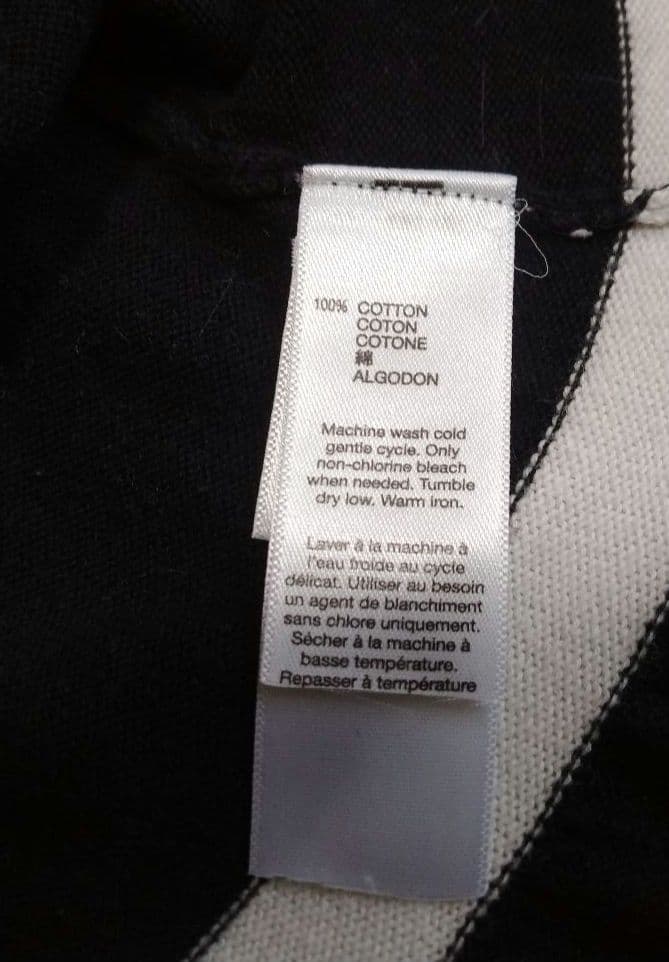 100% COTTON
COTON
COTONE
綿
ALGODON
Machine wash cold
gentle cycle. Only
non-chlorine bleach
when needed. Tumble
dry low. Warm iron.
Laver à la machine à
l'eau froide au cycle
délicat. Utiliser au besoin
un agent de blanchiment
sans chlore uniquement.
Sécher à la machine à
basse température.
Repasser à température